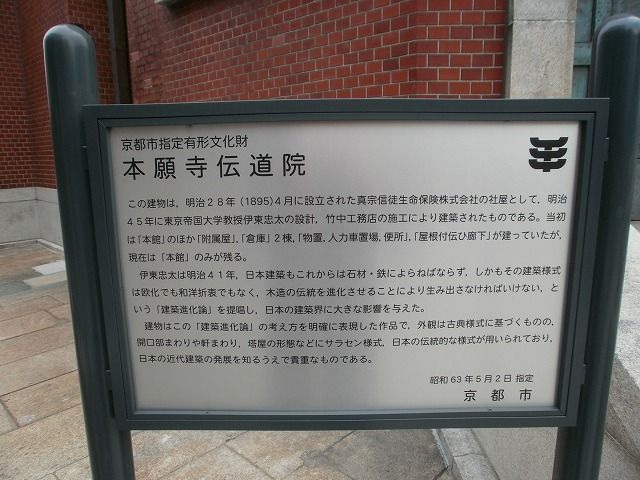 京都市指定有形文化財
本願寺伝道院
この建物は，明治２８年（1895）４月に設立された真宗信徒生命保険株式会社の社屋として，明治
４５年に東京帝国大学教授伊東忠太の設計，竹中工務店の施工により建築されたものである。当初
は「本館」のほか「附属屋」，「倉庫」２棟，「物置，人力車置場，便所」，「屋根付伝ひ廊下」が建っていたが，
現在は「本館」のみが残る。
伊東忠太は明治４１年，日本建築もこれからは石材・鉄によらねばならず，しかもその建築様式
は欧化でも和洋折衷でもなく，木造の伝統を進化させることにより生み出さなければいけない，と
いう「建築進化論」を提唱し，日本の建築界に大きな影響を与えた。
建物はこの「建築進化論」の考え方を明確に表現した作品で，外観は古典様式に基づくものの，
開口部まわりや軒まわり，塔屋の形態などにサラセン様式，日本の伝統的な様式が用いられており，
日本の近代建築の発展を知るうえで貴重なものである。
昭和６３年５月２日 指定
京都市